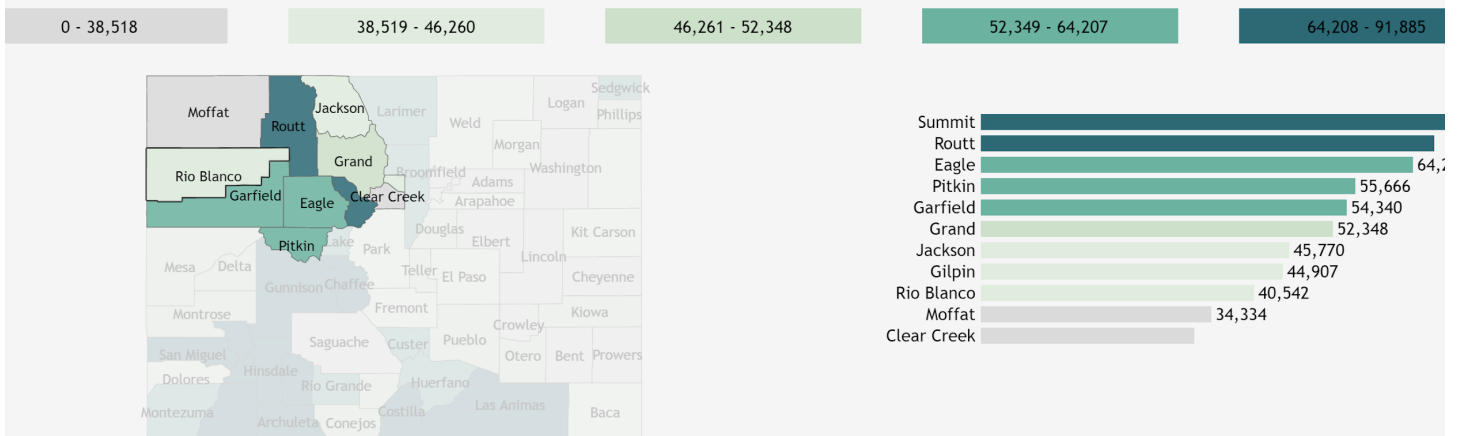 0 - 38,518
38,519 - 46,260
46,261 - 52,348
52,349 - 64,207
64,208 - 91,885
Sedgwick
Logan
Moffat
Jackson
Larimer
Phillips
Weld
Routt
Morgan
Grand
Washington
Broomfield
Rio Blanco
Adams
Garfield
Clear Creek
Eagle
Arapahoe
Douglas
Kit Carson
Pitkin
Lake
Park
Elbert
Lincoln
Mesa
Delta
Teller
El Paso
Cheyenne
Gunnison
Chaffee
Fremont
Montrose
Kiowa
Crowley
Saguache
Custer
Pueblo
San Miguel
Otero
Bent
Prowers
Hinsdale
Dolores
Rio Grande
Huerfano
Montezuma
Costilla
Las Animas
Baca
Archuleta
Conejos
Summit
Routt
Eagle 64,2
Pitkin 55,666
Garfield 54,340
Grand 52,348
Jackson 45,770
Gilpin 44,907
Rio Blanco 40,542
Moffat 34,334
Clear Creek